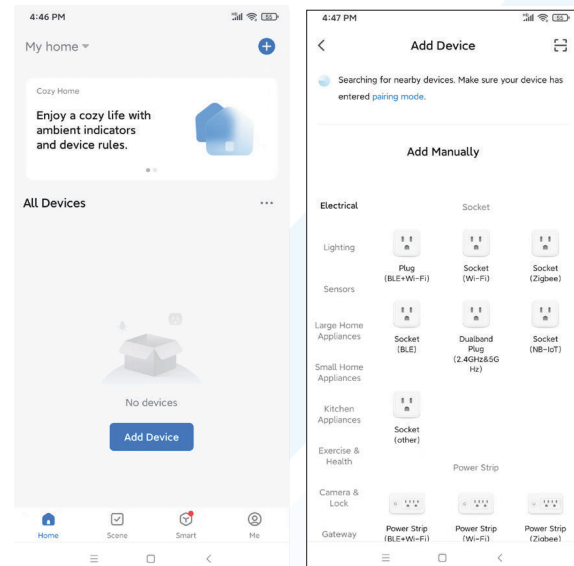 4:46 PM
55
My home
Cozy Home
Enjoy a cozy life with
ambient indicators
and device rules.
All Devices
No devices
Add Device
Home
Scene
Smart
Me
4:47 PM
55
Add Device
Searching for nearby devices. Make sure your device has
entered pairing mode.
Add Manually
Electrical
Socket
Lighting
Plug
(BLE+Wi-Fi)
Socket
(Wi-Fi)
Socket
(Zigbee)
Sensors
Large Home
Appliances
Socket
(BLE)
Dualband
Plug
(2.4GHz&5G
Hz)
Socket
(NB-IoT)
Small Home
Appliances
Kitchen
Appliances
Socket
(other)
Exercise &
Health
Power Strip
Camera &
Lock
Gateway
Power Strip
(BLE+Wi-Fi)
Power Strip
(Wi-Fi)
Power Strip
(Zigbee)